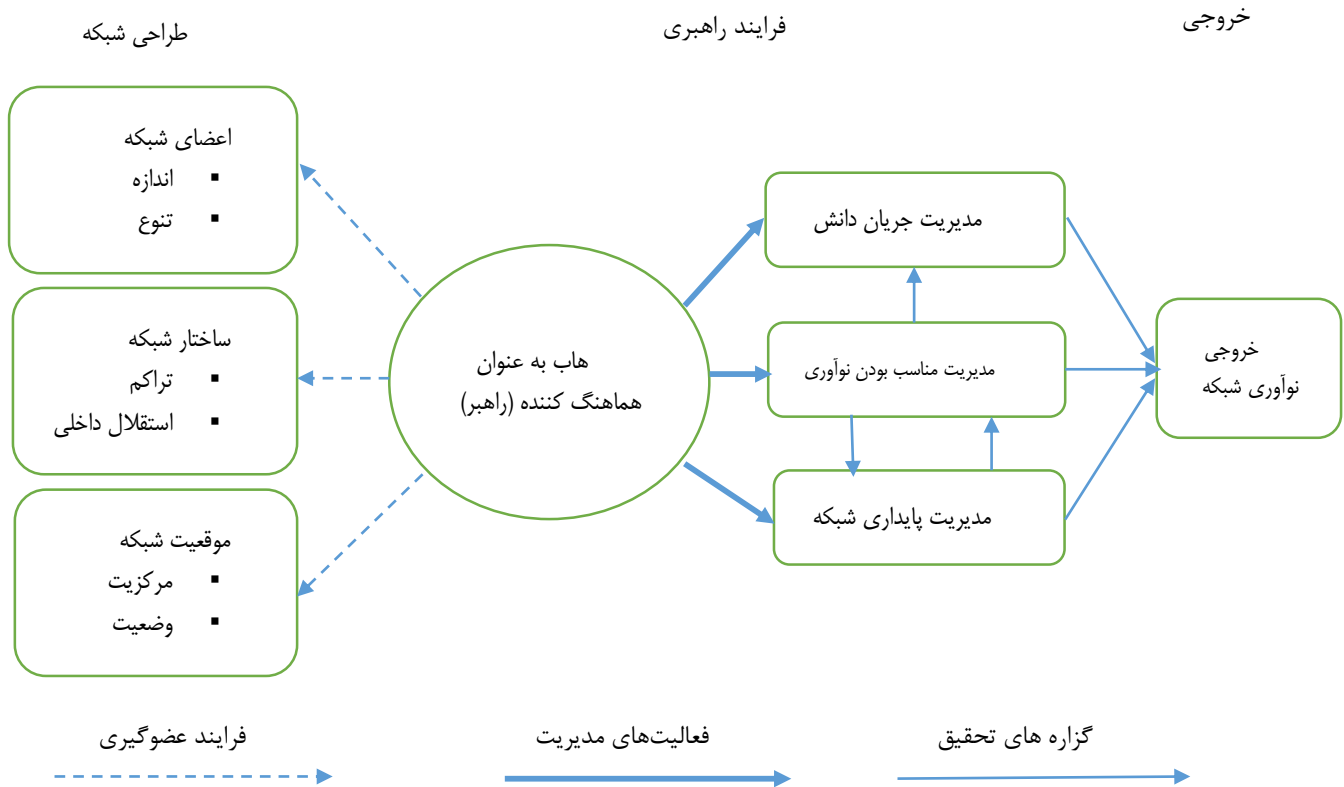 طراحی شبکه
فرایند راهبری
خروجی
اعضای شبکه
▪ اندازه
▪ تنوع
ساختار شبکه
▪ تراکم
▪ استقلال داخلی
موقعیت شبکه
▪ مرکزیت
▪ وضعیت
هاب به عنوان
هماهنگ کننده (راهبر)
مدیریت جریان دانش
مدیریت مناسب بودن نوآوری
مدیریت پایداری شبکه
خروجی
نوآوری شبکه
فرایند عضوگیری
فعالیت‌های مدیریت
گزاره های تحقیق